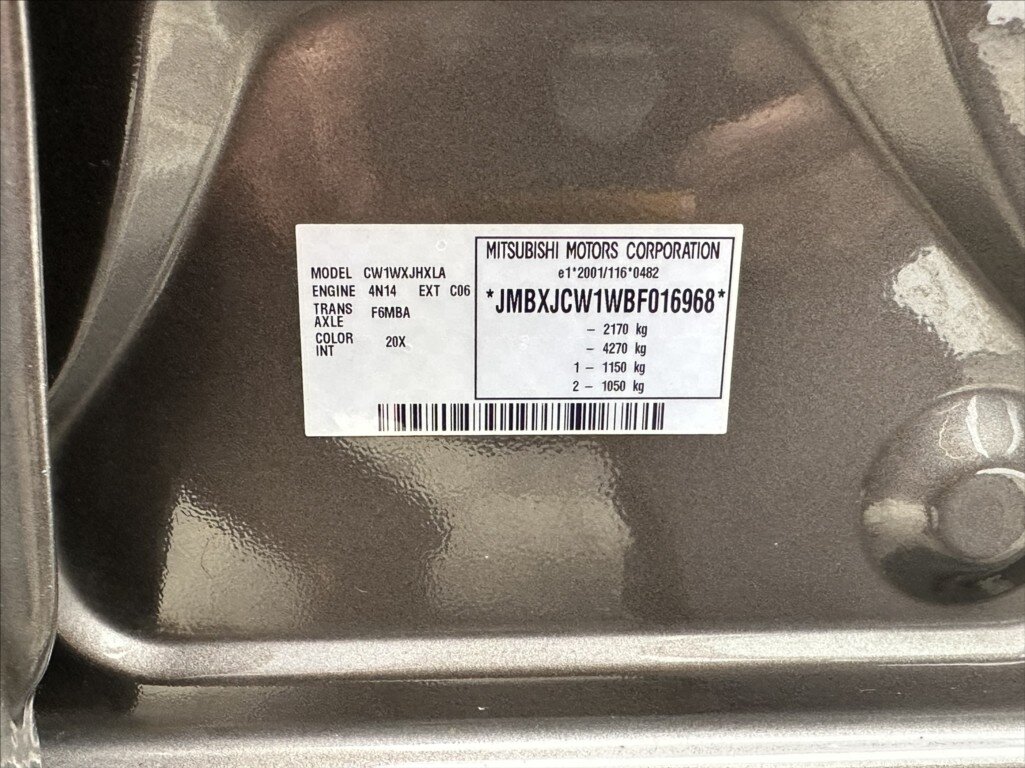 MITSUBISHI MOTORS CORPORATION
e1*2001/116*0482
*JMBXJCW1WBF016968*
- 2170 kg
- 4270 kg
1 - 1150 kg
2 - 1050 kg
MODEL CW1WXJHXLA
ENGINE 4N14 EXT C06
TRANS AXLE F6MBA
COLOR INT 20X